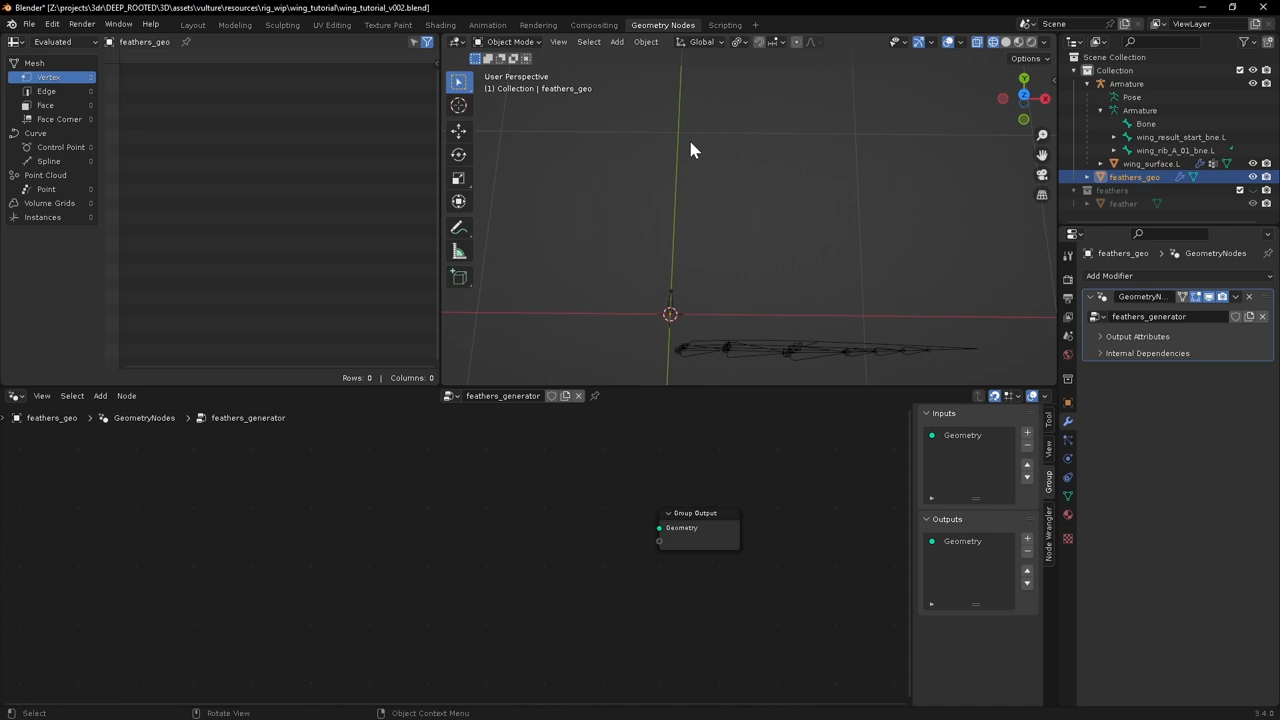 Blender* [Z:\projects\3dr\DEEP_ROOTED\3D\assets\vulture\resources\rig_wip\wing_tutorial\wing_tutorial_v002.blend]
File Edit Render Window Help Layout Modeling Sculpting UV Editing Texture Paint Shading Animation Rendering Compositing Geometry Nodes Scripting + Scene ViewLayer
Evaluated feathers_geo
Object Mode View Select Add Object Global
Options
Mesh
Vertex 0
Edge 0
Face 0
Face Corner 0
Curve
Control Point 0
Spline 0
Point Cloud
Point 0
Volume Grids 0
Instances 0
Rows: 0 | Columns: 0
User Perspective
(1) Collection | feathers_geo
Y
Z
X
Scene Collection
Collection
Armature
Pose
Armature
Bone
wing_result_start_bne.L
wing_rib_A_01_bne.L
wing_surface.L
feathers_geo
feathers
feather
feathers_geo > GeometryNodes
Add Modifier
GeometryN...
feathers_generator
Output Attributes
Internal Dependencies
View Select Add Node feathers_generator
feathers_geo > GeometryNodes > feathers_generator
Group Output
Geometry
Inputs
Geometry
Outputs
Geometry
Tool
View
Group
Node Wrangler
Select Rotate View Object Context Menu 3.4.0